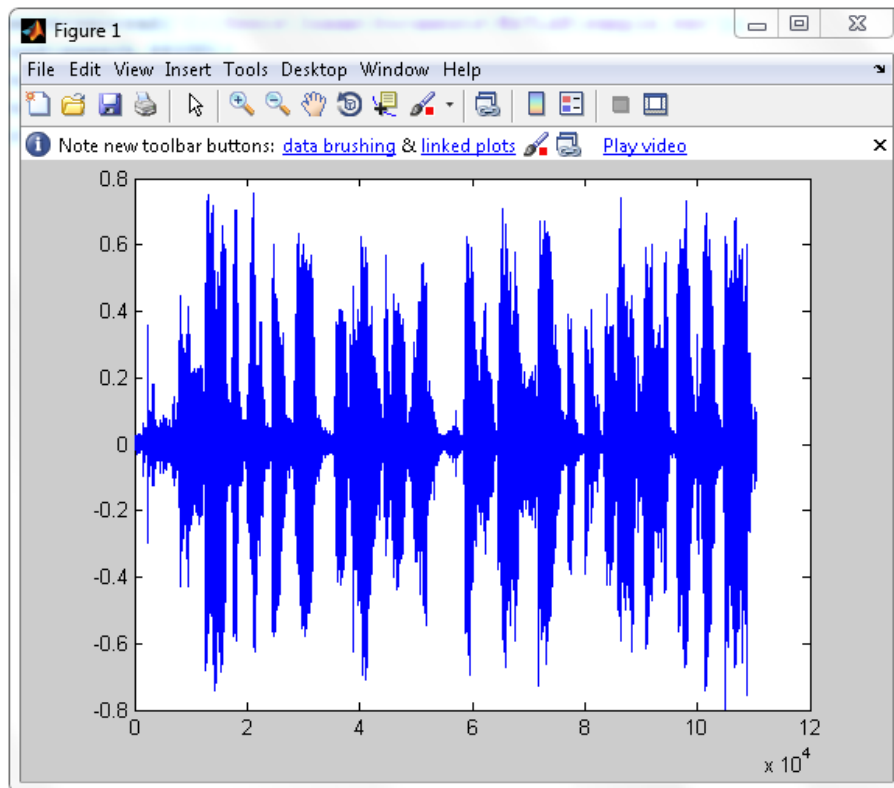 Figure 1
File Edit View Insert Tools Desktop Window Help
Note new toolbar buttons: data brushing & linked plots Play video
0.8
0.6
0.4
0.2
0
-0.2
-0.4
-0.6
-0.8
0 2 4 6 8 10 12
x 10^4